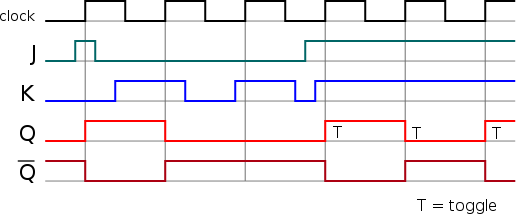 clock
J
K
Q T T T
Q̅
T = toggle